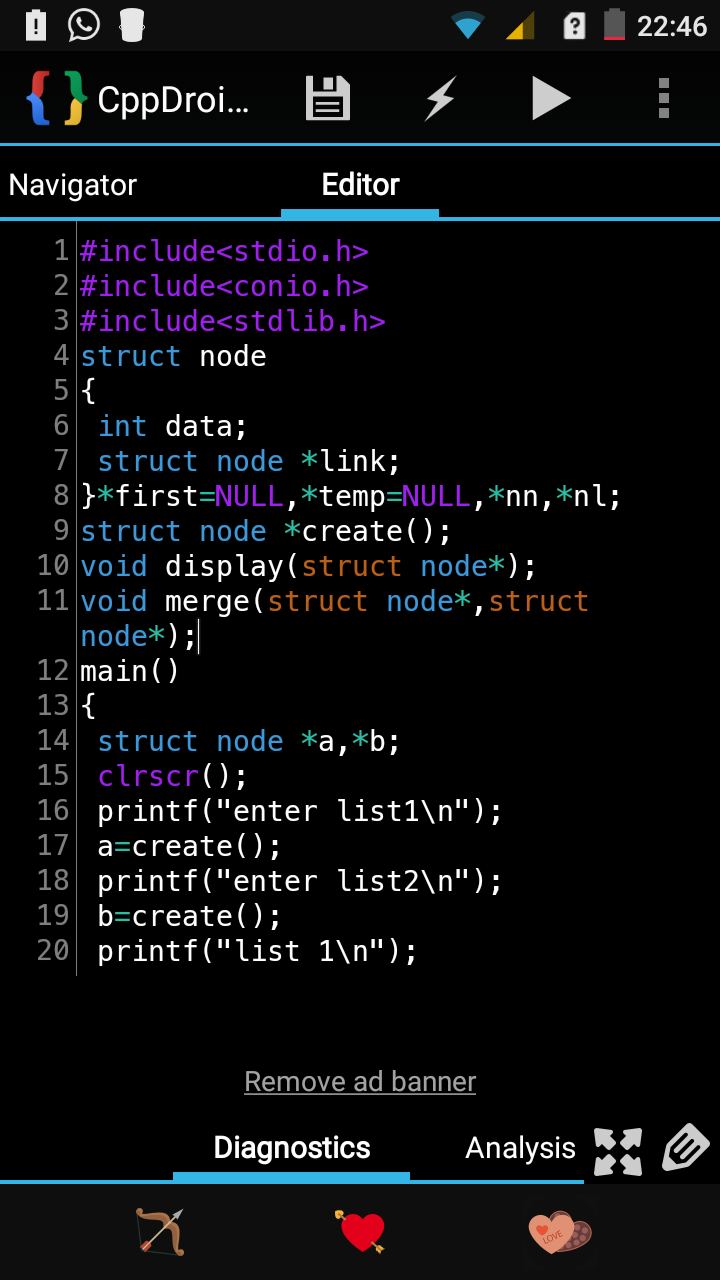 22:46
CppDroi...
Navigator
Editor
1 #include<stdio.h>
2 #include<conio.h>
3 #include<stdlib.h>
4 struct node
5 {
6 int data;
7 struct node *link;
8 }*first=NULL,*temp=NULL,*nn,*nl;
9 struct node *create();
10 void display(struct node*);
11 void merge(struct node*,struct
node*);
12 main()
13 {
14 struct node *a,*b;
15 clrscr();
16 printf("enter list1\n");
17 a=create();
18 printf("enter list2\n");
19 b=create();
20 printf("list 1\n");
Remove ad banner
Diagnostics
Analysis
LOVE